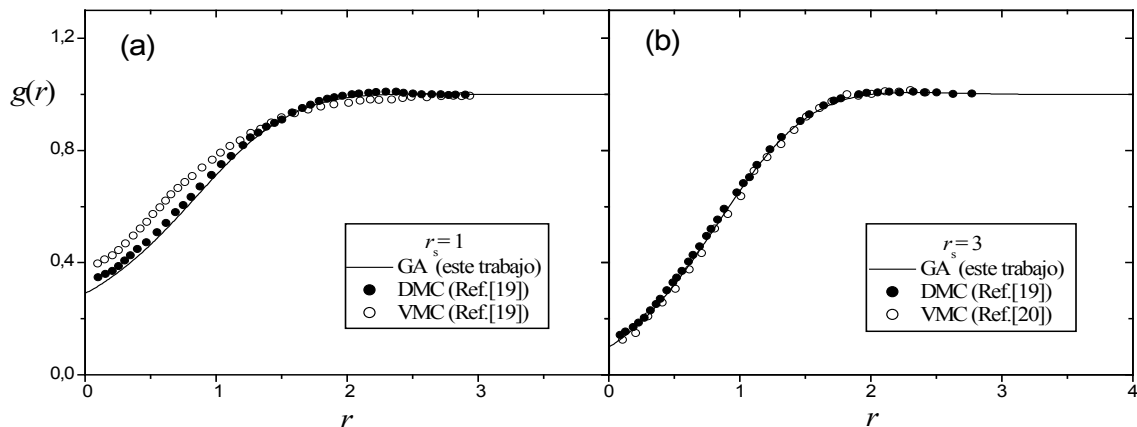 (a)
g(r)
1,2
0,8
0,4
0,0
r_s = 1
GA (este trabajo)
DMC (Ref.[19])
VMC (Ref.[19])
0 1 2 3
r
(b)
r_s = 3
GA (este trabajo)
DMC (Ref.[19])
VMC (Ref.[20])
0 1 2 3 4
r